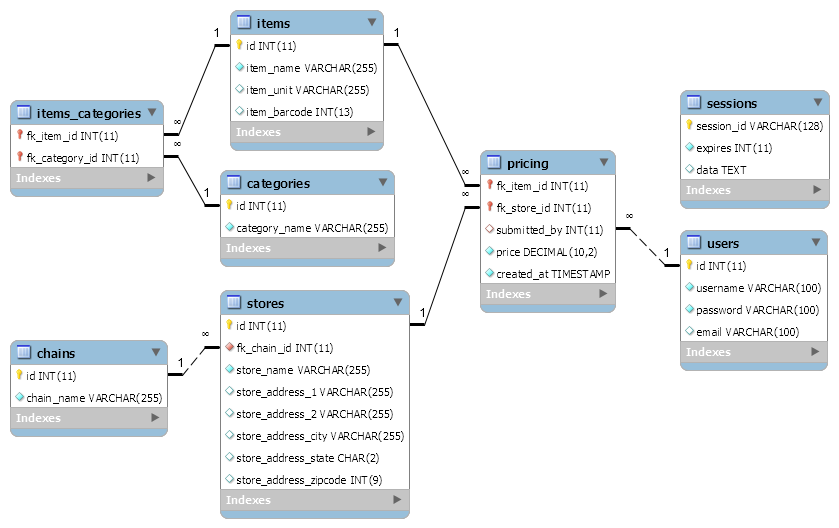 items
id INT(11)
item_name VARCHAR(255)
item_unit VARCHAR(255)
item_barcode INT(13)
Indexes
items_categories
fk_item_id INT(11)
fk_category_id INT(11)
Indexes
categories
id INT(11)
category_name VARCHAR(255)
Indexes
stores
id INT(11)
fk_chain_id INT(11)
store_name VARCHAR(255)
store_address_1 VARCHAR(255)
store_address_2 VARCHAR(255)
store_address_city VARCHAR(255)
store_address_state CHAR(2)
store_address_zipcode INT(9)
Indexes
chains
id INT(11)
chain_name VARCHAR(255)
Indexes
pricing
fk_item_id INT(11)
fk_store_id INT(11)
submitted_by INT(11)
price DECIMAL(10,2)
created_at TIMESTAMP
Indexes
sessions
session_id VARCHAR(128)
expires INT(11)
data TEXT
Indexes
users
id INT(11)
username VARCHAR(100)
password VARCHAR(100)
email VARCHAR(100)
Indexes
1
∞
∞
1
1
∞
∞
1
1
∞
∞
1